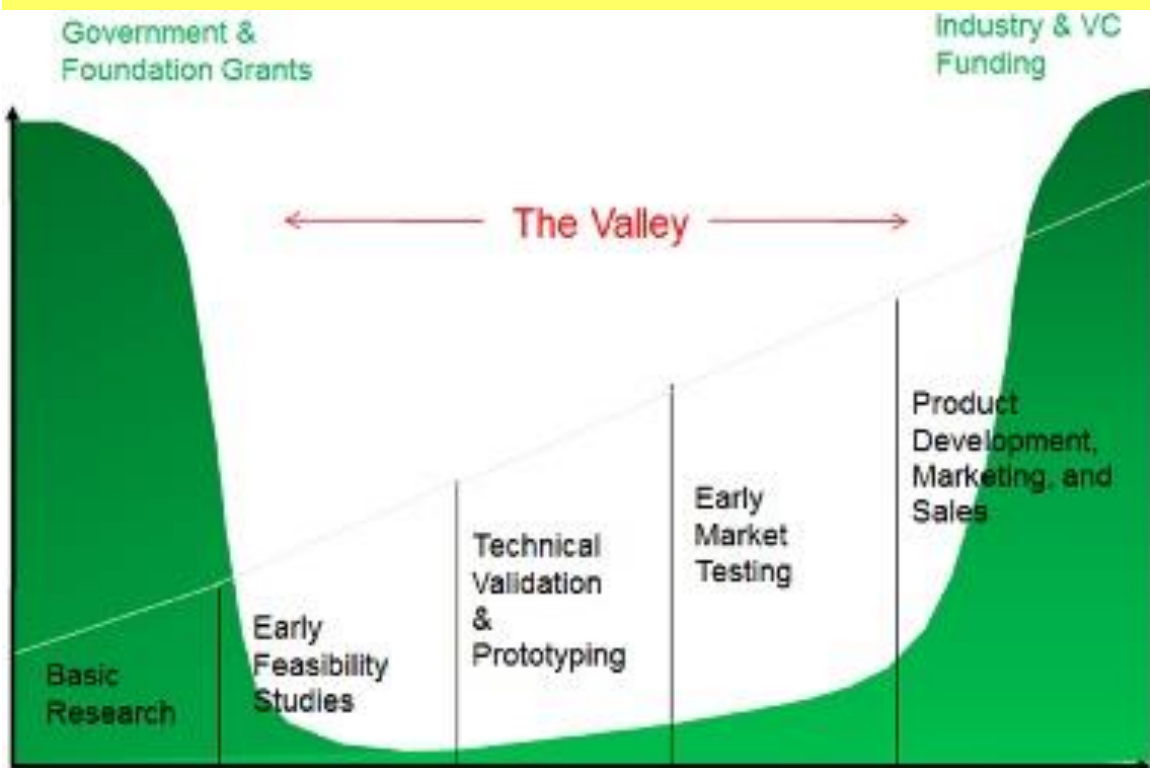 Government &
Foundation Grants
Industry & VC
Funding
The Valley
Basic
Research
Early
Feasibility
Studies
Technical
Validation
&
Prototyping
Early
Market
Testing
Product
Development,
Marketing, and
Sales